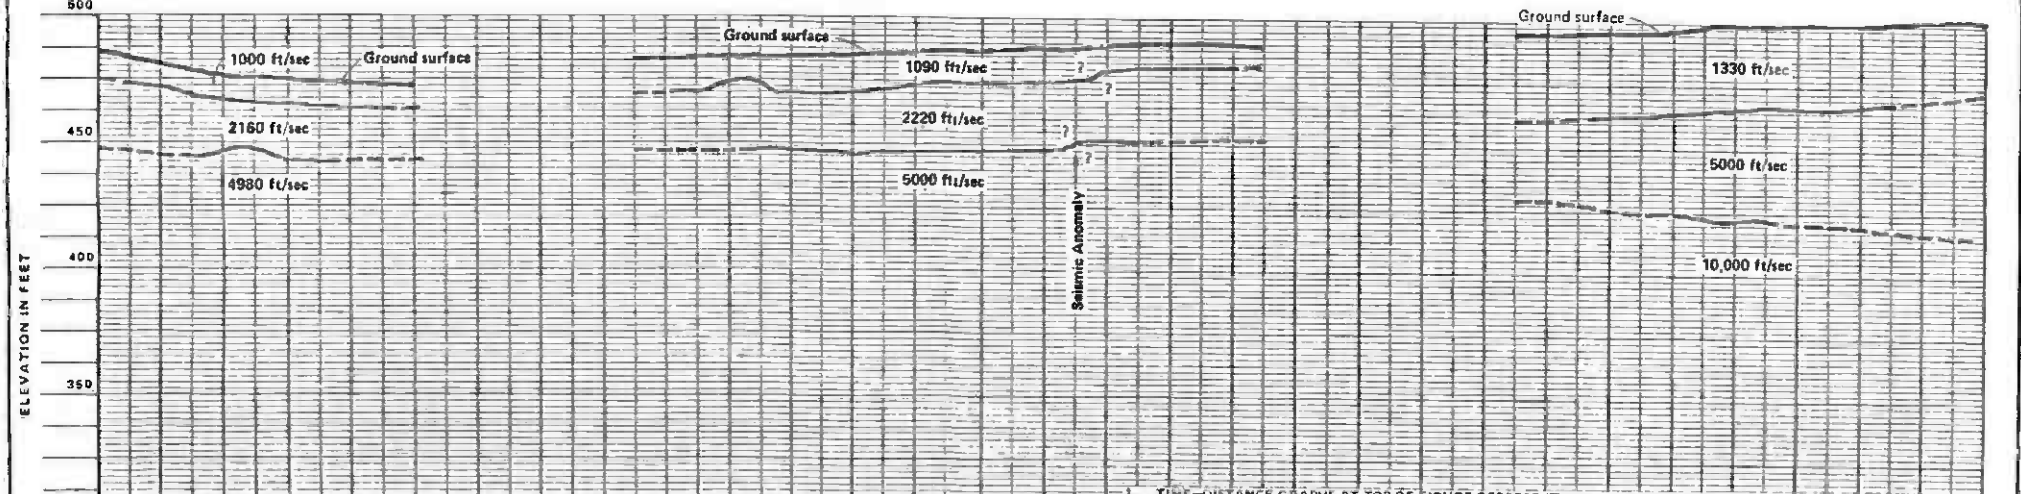 500
Ground surface
Ground surface
1000 ft/sec
Ground surface
1090 fft/sec
?
1330 ft/sec
?
2160 ft/sec
2220 ft/sec
450
?
?
5000 ft/sec
4980 ft/sec
5000 ft/sec
Seismic Anomaly
400
10,000 ft/sec
ELEVATION IN FEET
350